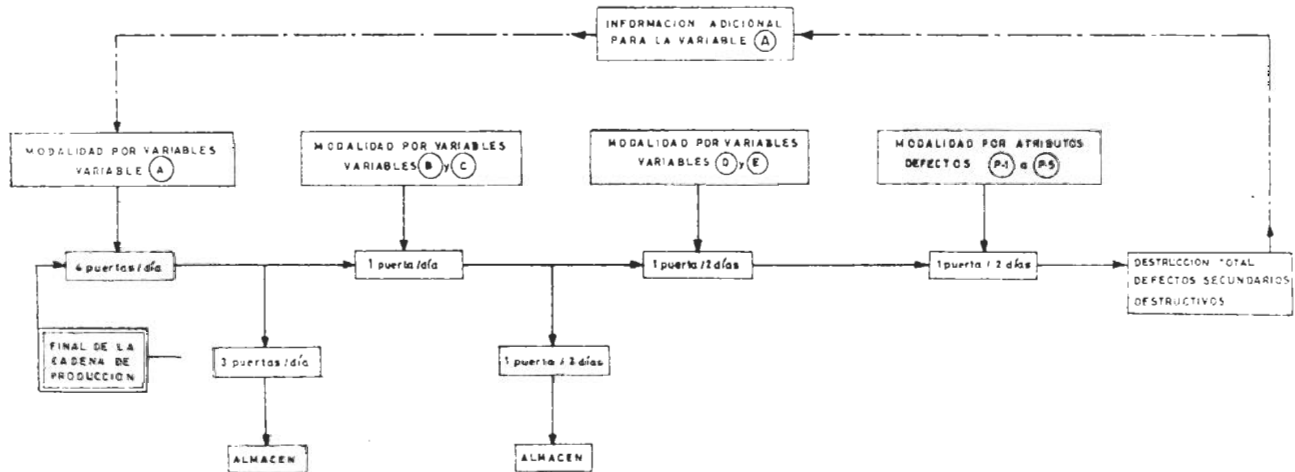 INFORMACION ADICIONAL
PARA LA VARIABLE A
MODALIDAD POR VARIABLES
VARIABLE A
MODALIDAD POR VARIABLES
VARIABLES B y C
MODALIDAD POR VARIABLES
VARIABLES D y E
MODALIDAD POR ATRIBUTOS
DEFECTOS P-1 a P-5
4 puertas/día
1 puerta/día
1 puerta/2 días
1 puerta/2 días
DESTRUCCION TOTAL
DEFECTOS SECUNDARIOS
DESTRUCTIVOS
FINAL DE LA
CADENA DE
PRODUCCION
3 puertas/día
1 puerta/2 días
ALMACEN
ALMACEN